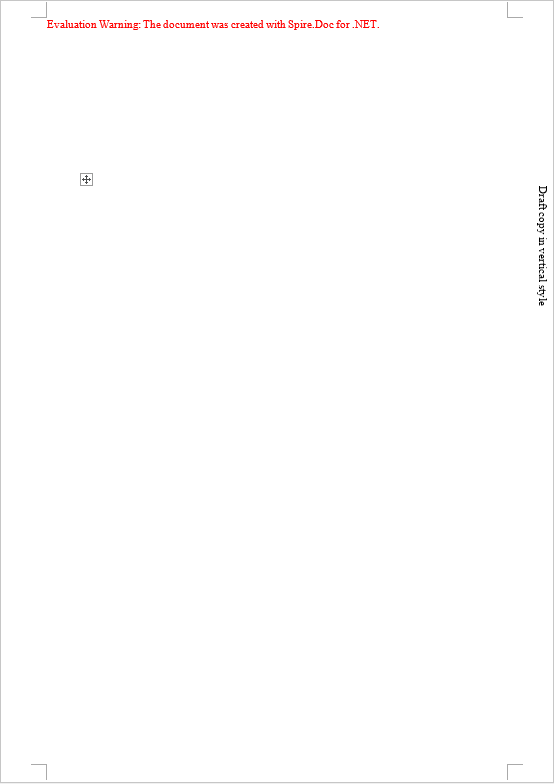 Evaluation Warning: The document was created with Spire.Doc for .NET.
Draft copy in vertical style